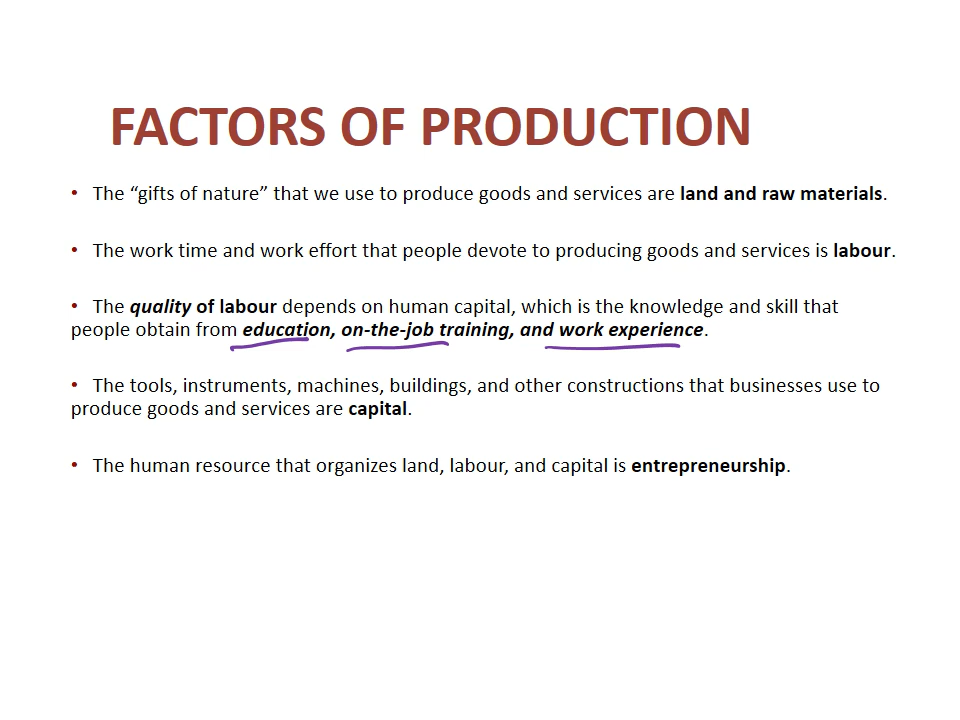 FACTORS OF PRODUCTION
• The “gifts of nature” that we use to produce goods and services are land and raw materials.
• The work time and work effort that people devote to producing goods and services is labour.
• The quality of labour depends on human capital, which is the knowledge and skill that
people obtain from education, on-the-job training, and work experience.
• The tools, instruments, machines, buildings, and other constructions that businesses use to
produce goods and services are capital.
• The human resource that organizes land, labour, and capital is entrepreneurship.